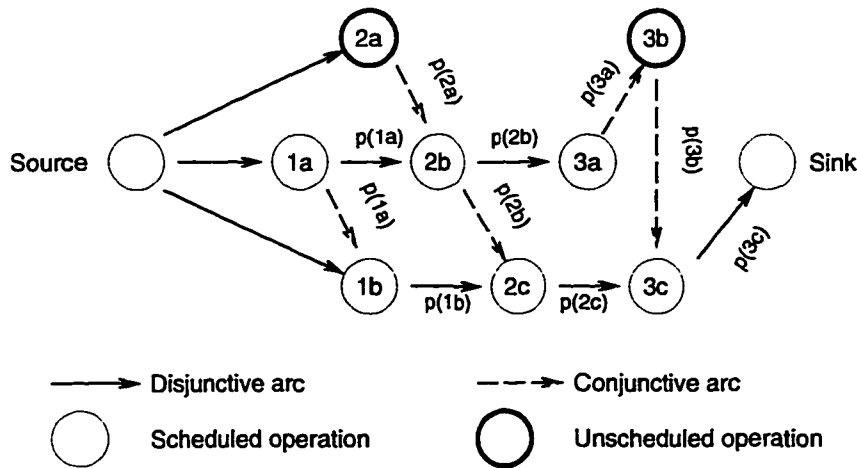 2a
3b
p(2a)
p(3a)
p(1a)
p(2b)
p(3b)
Source
1a
2b
3a
Sink
p(1a)
p(2b)
p(3c)
1b
2c
3c
p(1b)
p(2c)
Disjunctive arc
Conjunctive arc
Scheduled operation
Unscheduled operation